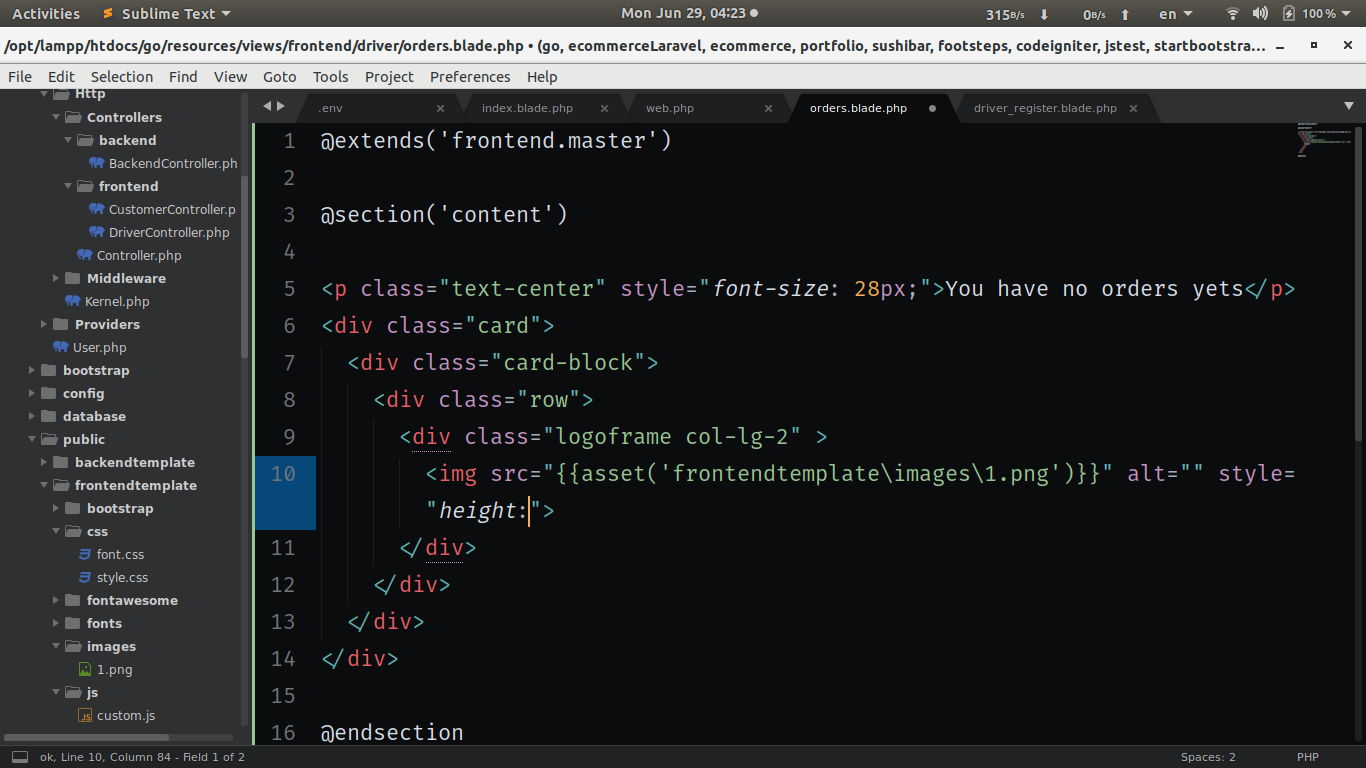 Activities Sublime Text Mon Jun 29, 04:23 315B/s 0B/s en 100 %
/opt/lampp/htdocs/go/resources/views/frontend/driver/orders.blade.php • (go, ecommerceLaravel, ecommerce, portfolio, sushibar, footsteps, codeigniter, jstest, startbootstra...
File Edit Selection Find View Goto Tools Project Preferences Help
.env index.blade.php web.php orders.blade.php driver_register.blade.php
Http
Controllers
backend
BackendController.ph
frontend
CustomerController.p
DriverController.php
Controller.php
Middleware
Kernel.php
Providers
User.php
bootstrap
config
database
public
backendtemplate
frontendtemplate
bootstrap
css
font.css
style.css
fontawesome
fonts
images
1.png
js
custom.js
1 @extends('frontend.master')
2
3 @section('content')
4
5 <p class="text-center" style="font-size: 28px;">You have no orders yets</p>
6 <div class="card">
7 <div class="card-block">
8 <div class="row">
9 <div class="logoframe col-lg-2" >
10 <img src="{{asset('frontendtemplate\images\1.png')}}" alt="" style=
"height:">
11 </div>
12 </div>
13 </div>
14 </div>
15
16 @endsection
ok, Line 10, Column 84 - Field 1 of 2 Spaces: 2 PHP